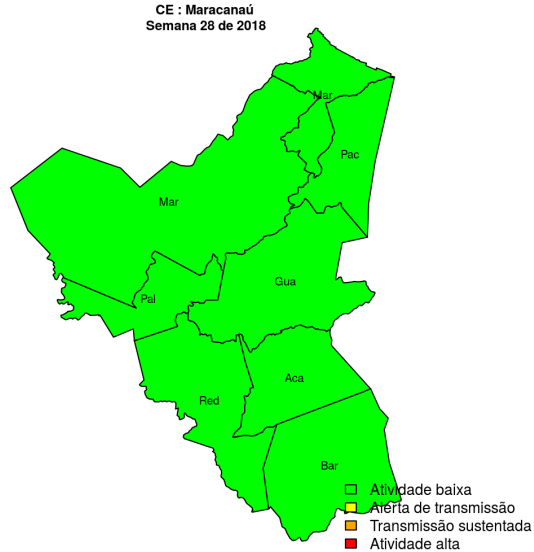 CE : Maracanaú
Semana 28 de 2018
Mar
Pac
Mar
Gua
Pal
Aca
Red
Bar
Atividade baixa
Alerta de transmissão
Transmissão sustentada
Atividade alta